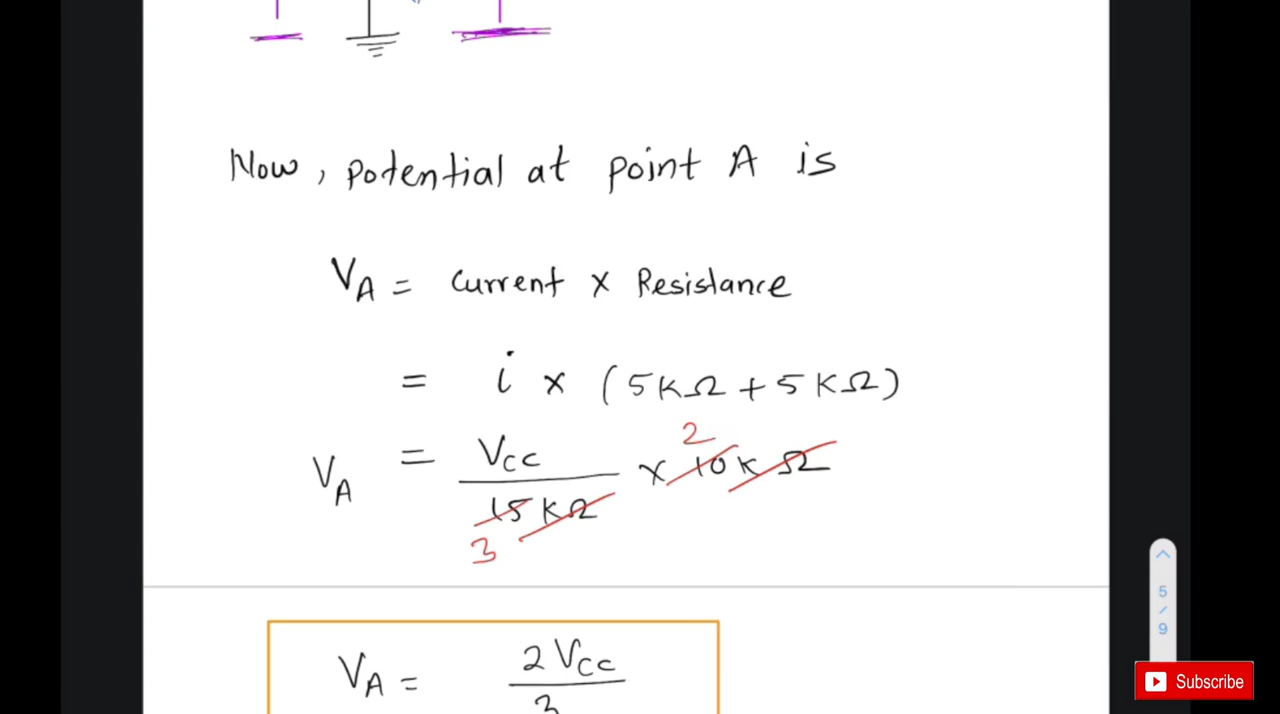 Now, potential at point A is
VA = Current x Resistance
= i x (5KΩ + 5KΩ)
2
VA = Vcc / 15KΩ x 10KΩ
3
VA = 2Vcc / 3
5
/
9
Subscribe